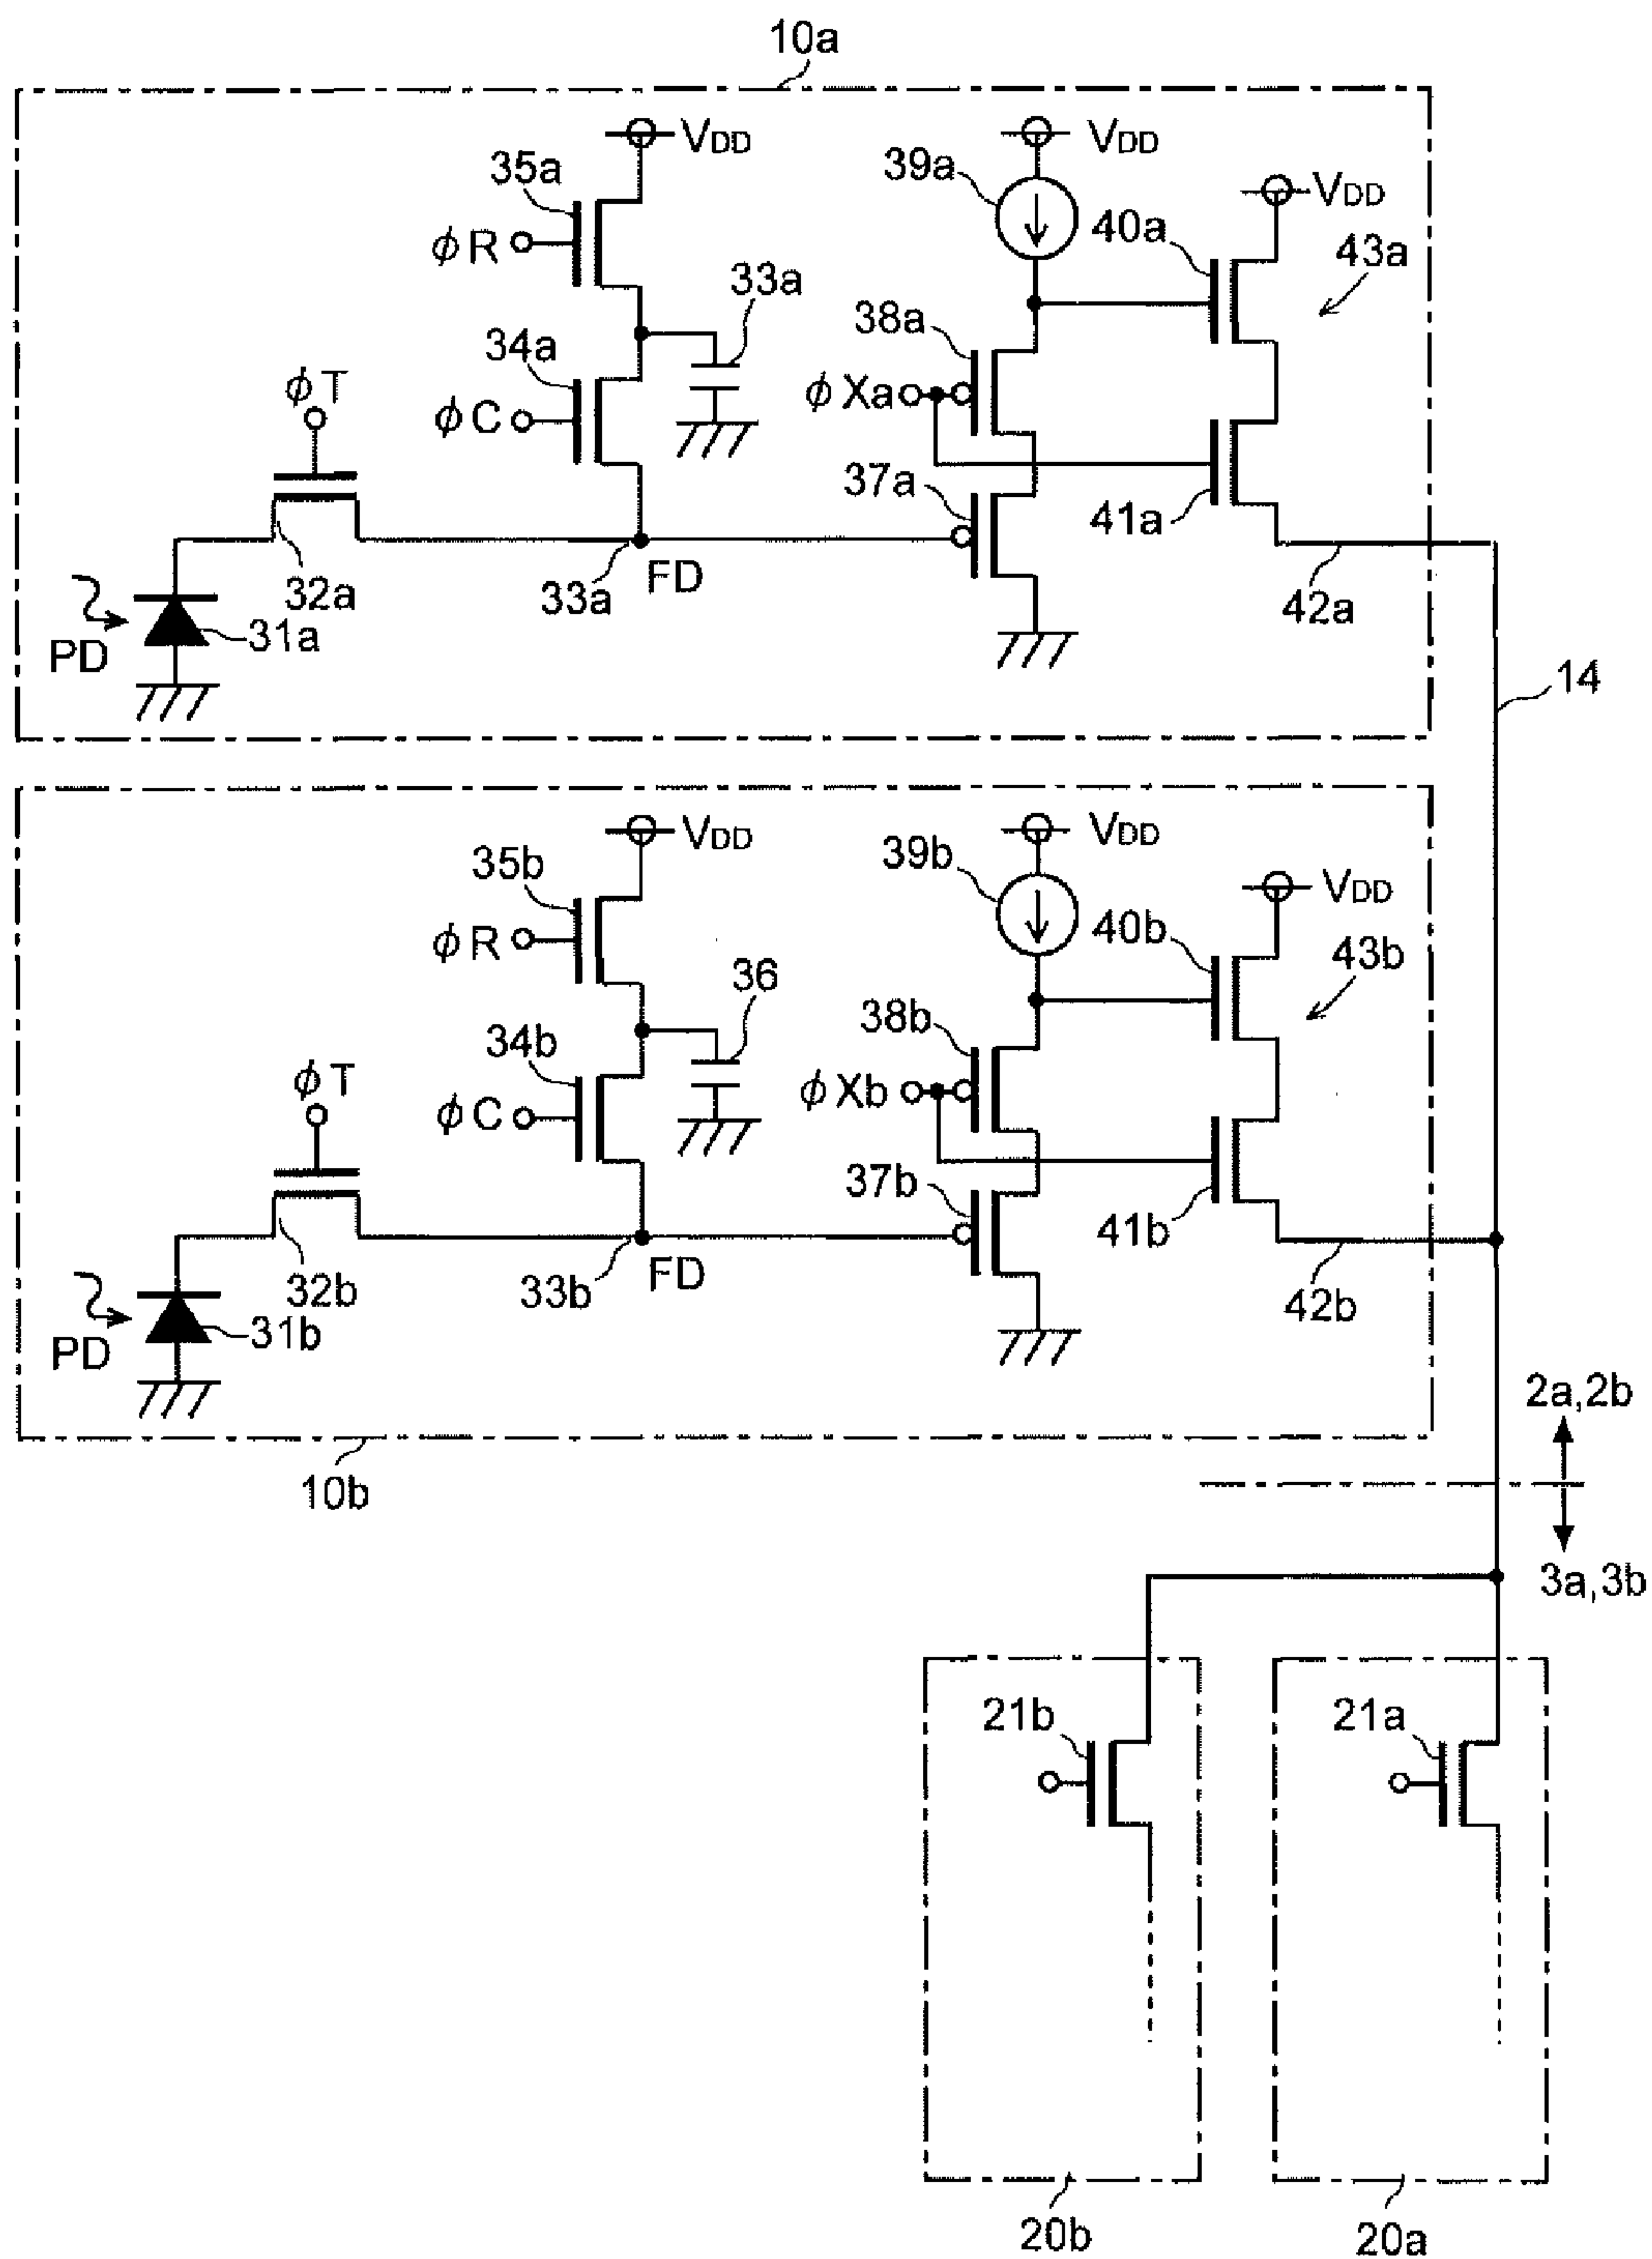 10a
VDD
VDD
35a
39a
VDD
40a
φR
43a
33a
38a
34a
φT
φXa
φC
37a
41a
32a
33a
FD
42a
31a
PD
14
VDD
VDD
35b
39b
VDD
40b
φR
43b
36
38b
34b
φT
φXb
φC
37b
41b
32b
33b
FD
42b
31b
PD
2a,2b
10b
3a,3b
21b
21a
20b
20a